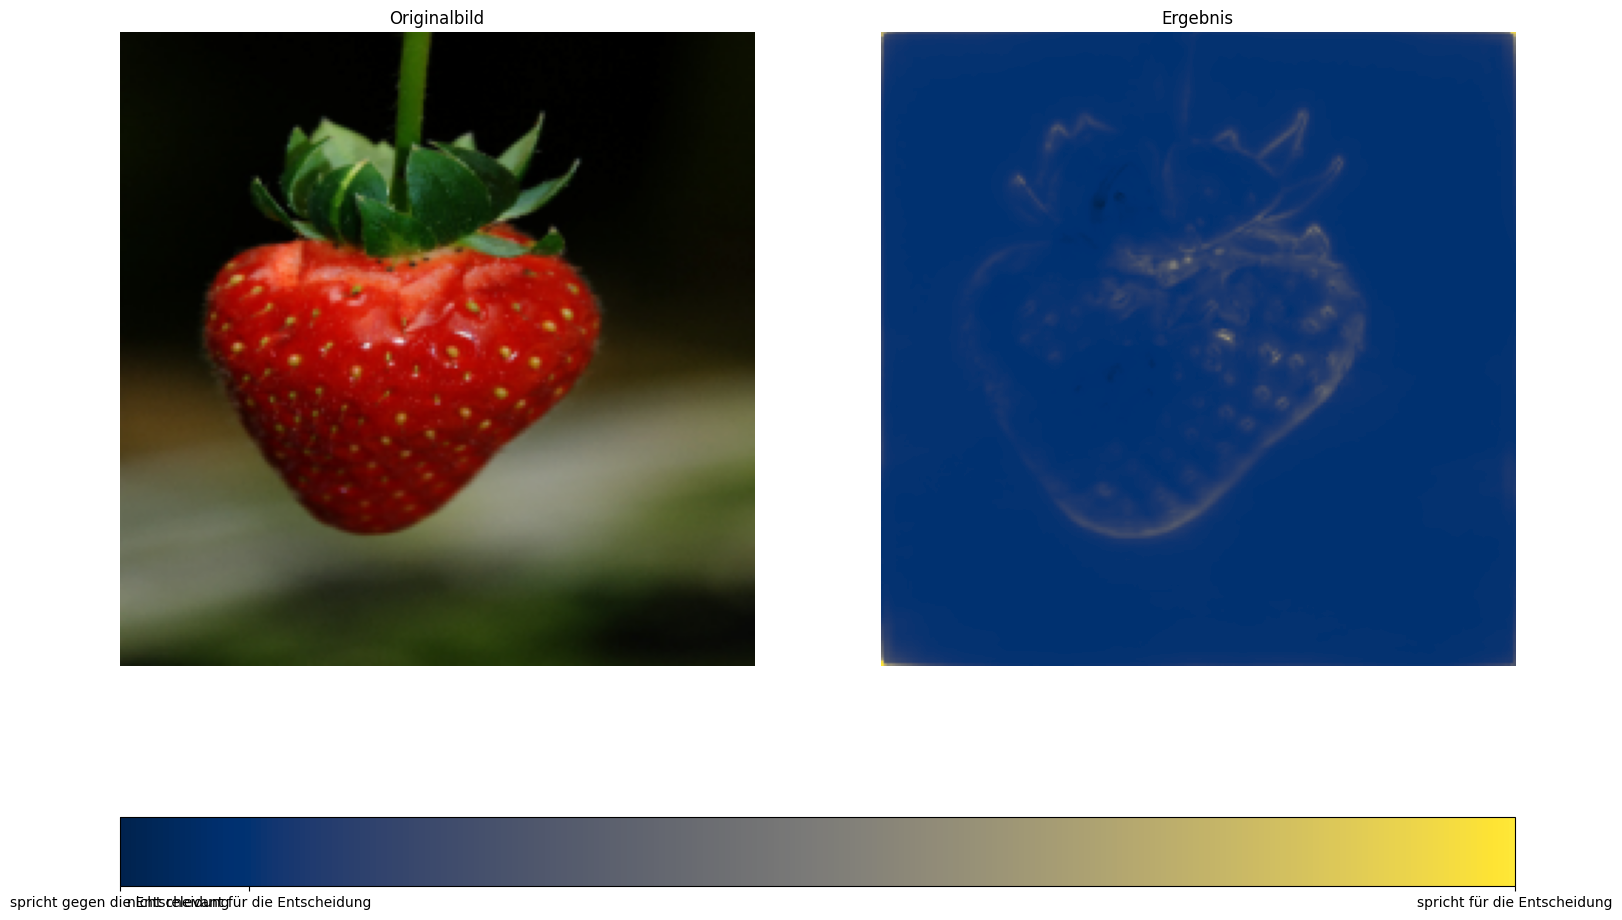 Originalbild
Ergebnis
spricht gegen die Entscheidung
nicht relevant für die Entscheidung
spricht für die Entscheidung